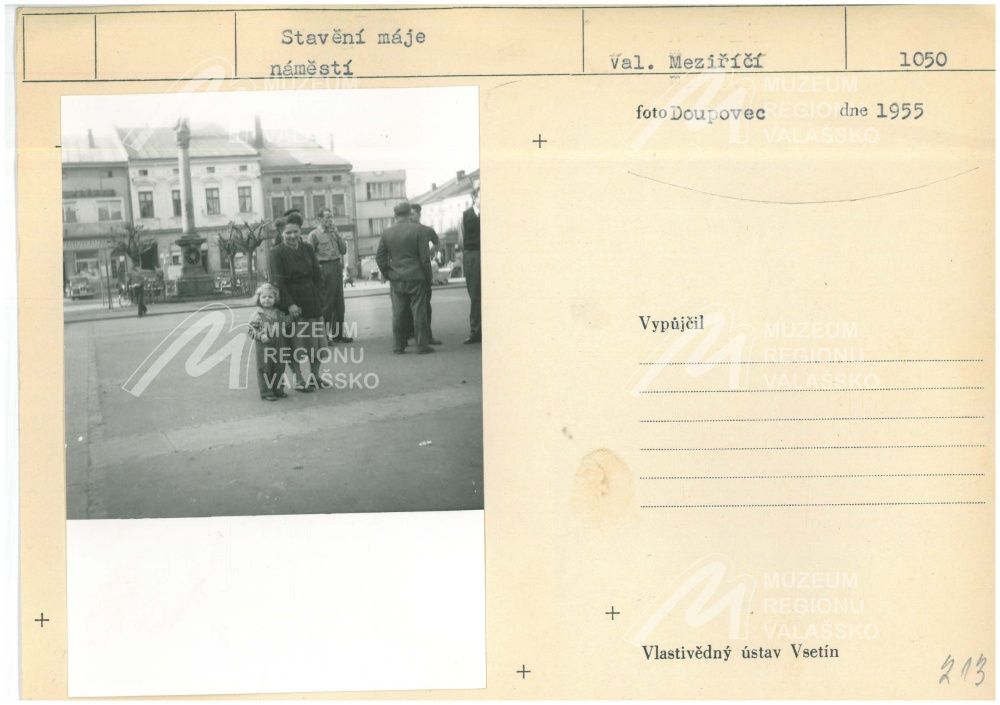 Stavění máje
náměstí
Val. Meziříčí
1050
foto Doupovec dne 1955
Vypůjčil
Vlastivědný ústav Vsetín
213
MUZEUM
REGIONU
VALAŠSKO
MUZEUM
REGIONU
VALAŠSKO
MUZEUM
REGIONU
VALAŠSKO
MUZEUM
REGIONU
VALAŠSKO